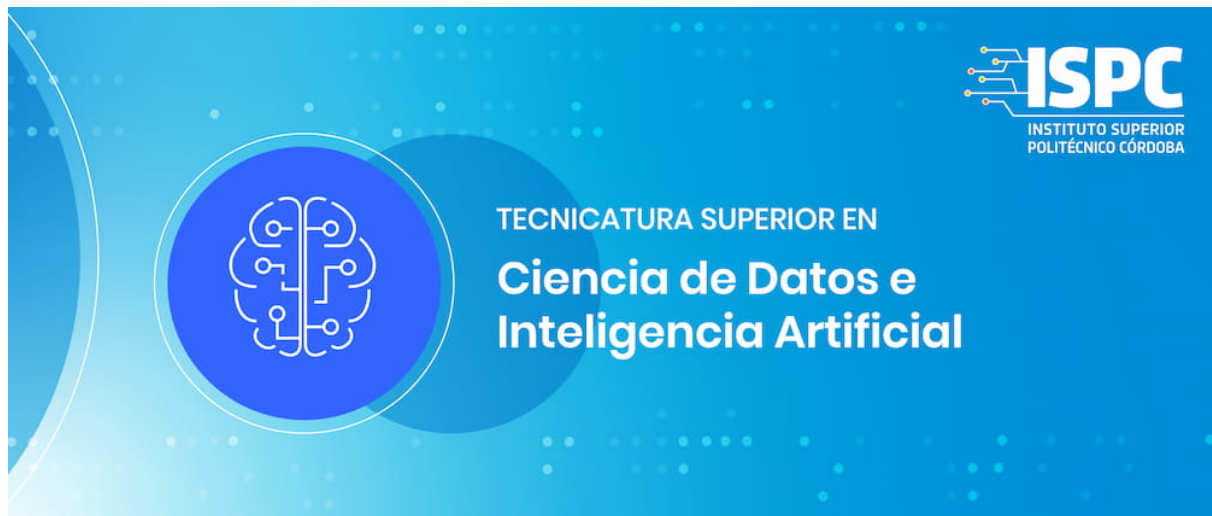 ISPC
INSTITUTO SUPERIOR
POLITÉCNICO CÓRDOBA
TECNICATURA SUPERIOR EN
Ciencia de Datos e
Inteligencia Artificial